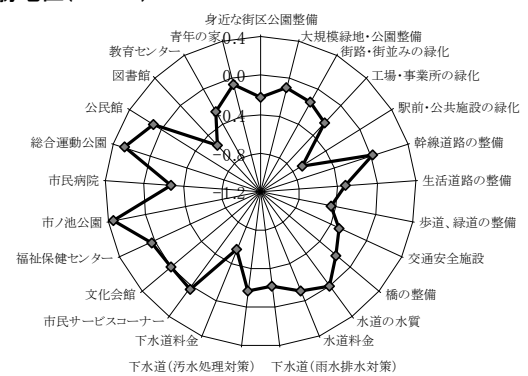 身近な街区公園整備
大規模緑地・公園整備
街路・街並みの緑化
工場・事業所の緑化
駅前・公共施設の緑化
幹線道路の整備
生活道路の整備
歩道、緑道の整備
交通安全施設
橋の整備
水道の水質
水道料金
下水道(雨水排水対策)
下水道(汚水処理対策)
下水道料金
市民サービスコーナー
文化会館
福祉保健センター
市ノ池公園
市民病院
総合運動公園
公民館
図書館
教育センター
青年の家
0.4
0.0
-0.4
-0.8
-1.2